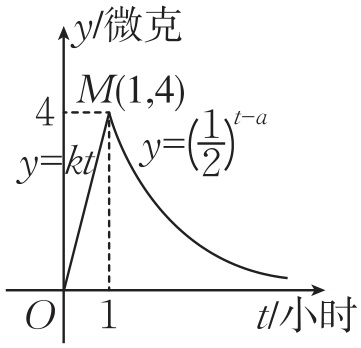 y/微克
M(1,4)
4
y=kt
y=(1/2)^{t-a}
O
1
t/小时